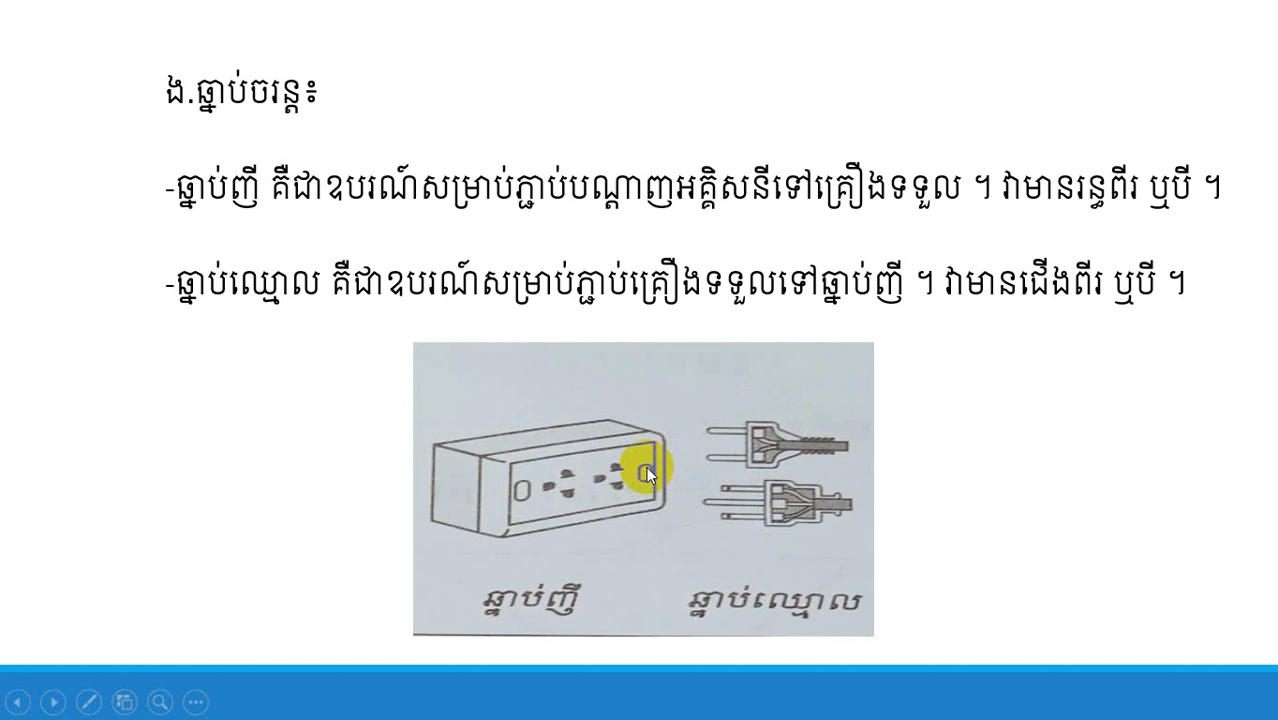 ង.ឆ្នាប់ចរន្ត៖
-ឆ្នាប់ញី គឺជាឧបរណ៍សម្រាប់ភ្ជាប់បណ្ដាញអគ្គិសនីទៅគ្រឿងទទួល ។ វាមានរន្ធពីរ ឬបី ។
-ឆ្នាប់ឈ្មោល គឺជាឧបរណ៍សម្រាប់ភ្ជាប់គ្រឿងទទួលទៅឆ្នាប់ញី ។ វាមានជើងពីរ ឬបី ។
ឆ្នាប់ញី ឆ្នាប់ឈ្មោល